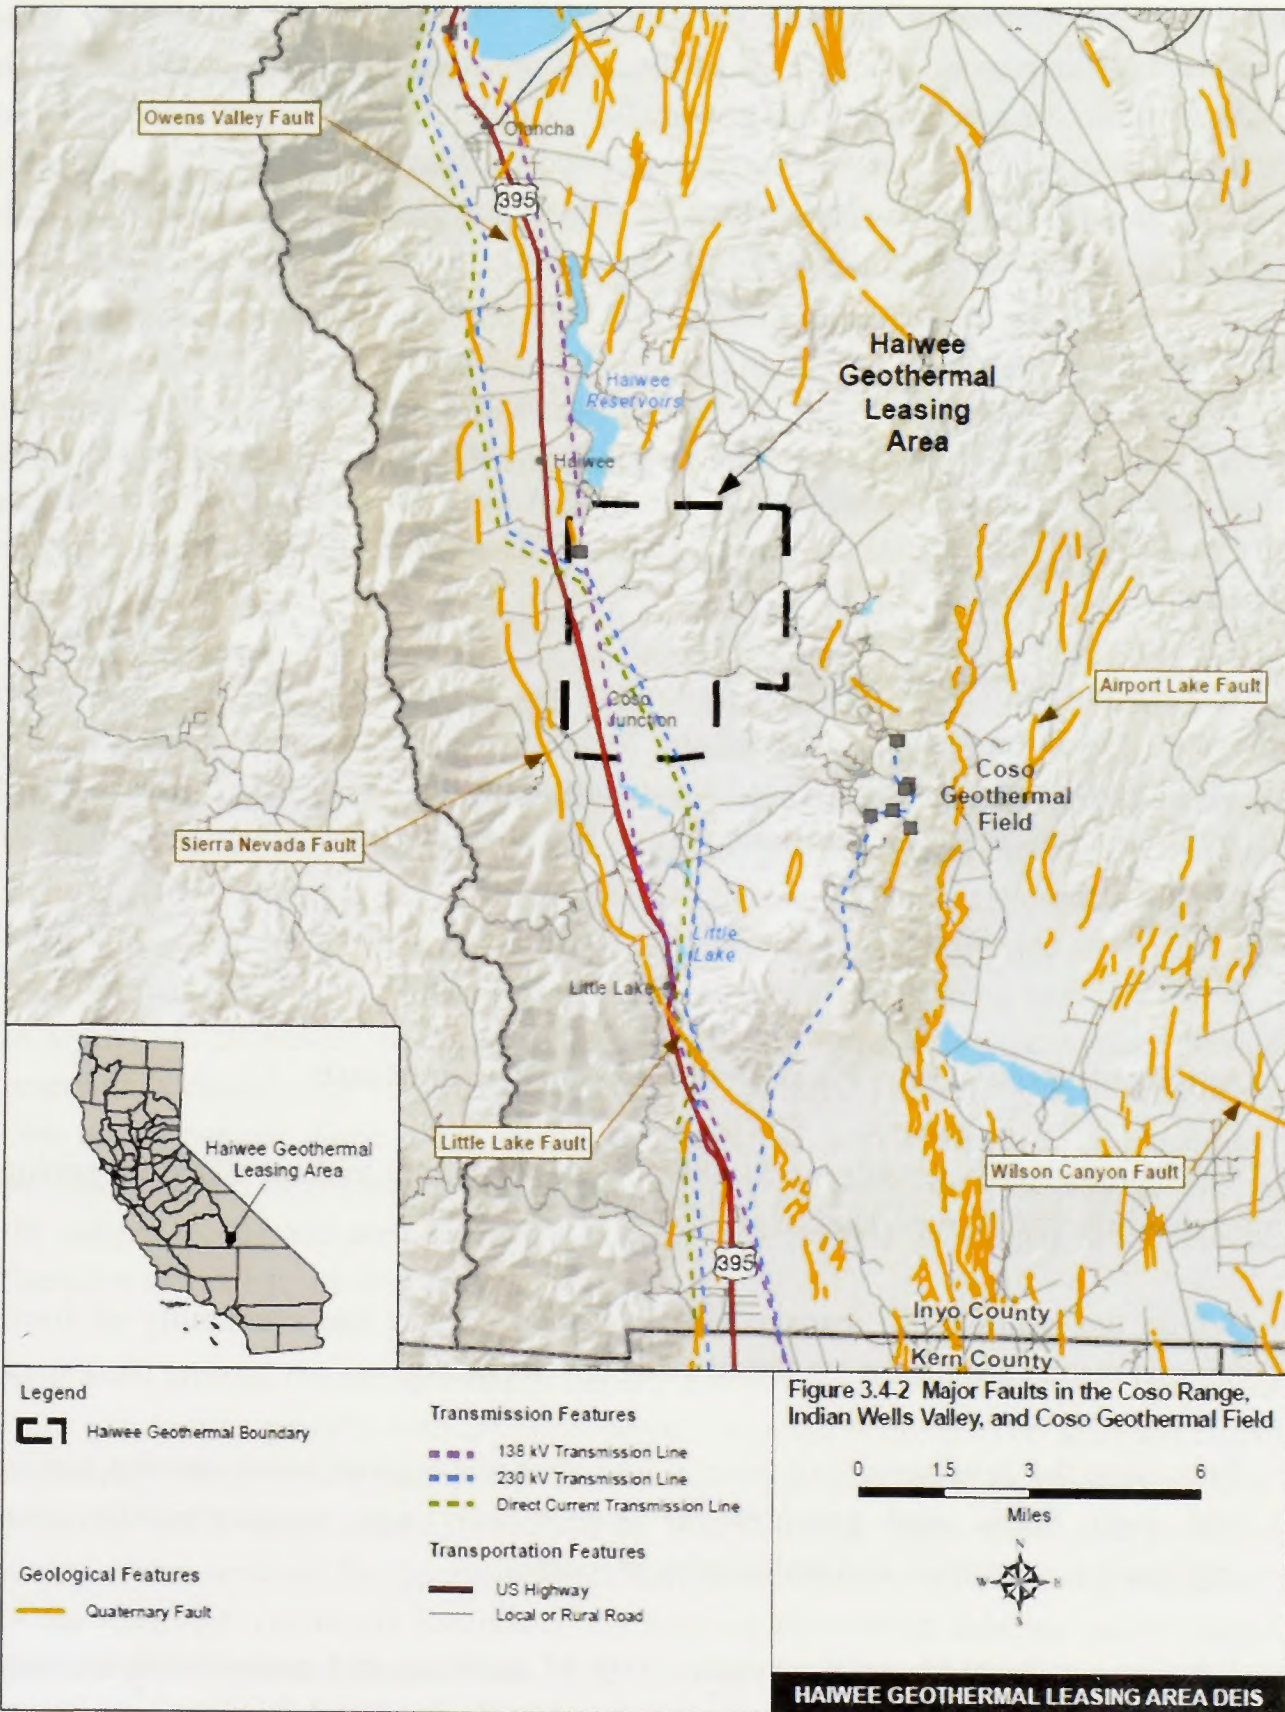 Owens Valley Fault
Olancha
395
Haiwee
Geothermal
Leasing
Area
Haiwee
Reservoirs
Haiwee
Airport Lake Fault
Coso
Junction
Coso
Geothermal
Field
Sierra Nevada Fault
Little
Lake
Little Lake
Little Lake Fault
Haiwee Geothermal
Leasing Area
Wilson Canyon Fault
395
Inyo County
Kern County
Legend
Haiwee Geothermal Boundary
Geological Features
Quaternary Fault
Transmission Features
138 kV Transmission Line
230 kV Transmission Line
Direct Current Transmission Line
Transportation Features
US Highway
Local or Rural Road
Figure 3.4-2 Major Faults in the Coso Range,
Indian Wells Valley, and Coso Geothermal Field
0 1.5 3 6
Miles
N
W E
S
HAIWEE GEOTHERMAL LEASING AREA DEIS